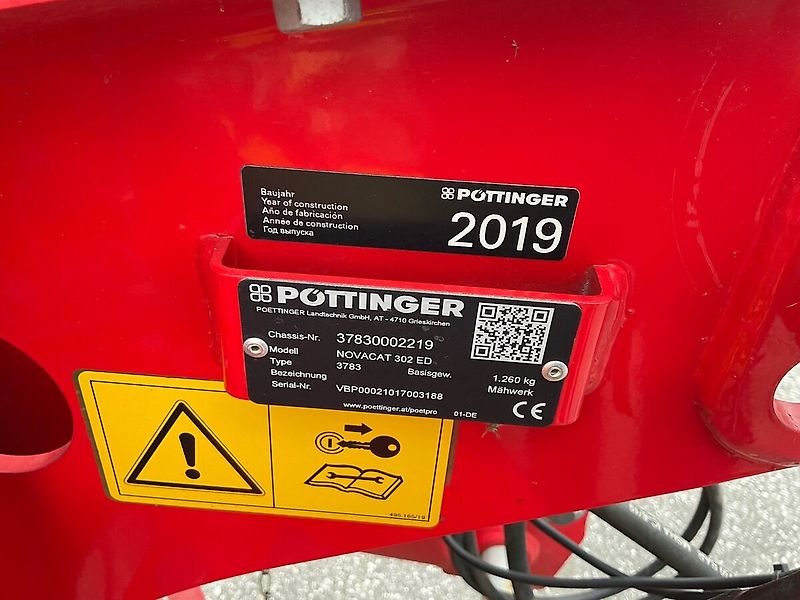 Baujahr
Year of construction
Año de fabricación
Année de construction
Год выпуска
PÖTTINGER
2019
PÖTTINGER
POETTINGER Landtechnik GmbH, AT - 4710 Grieskirchen
Chassis-Nr. 37830002219
Modell NOVACAT 302 ED
Type 3783 Basisgew. 1.260 kg
Bezeichnung Mähwerk
Serial-Nr. VBP00021017003188
www.poettinger.at/poetpro 01-DE CE